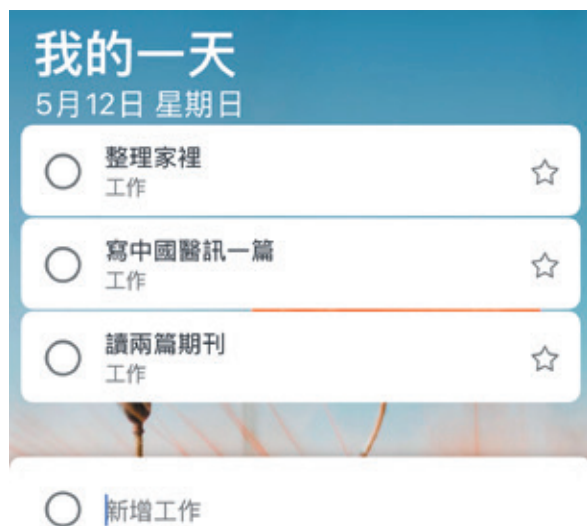 我的一天
5月12日 星期日
整理家裡
工作
寫中國醫訊一篇
工作
讀兩篇期刊
工作
新增工作